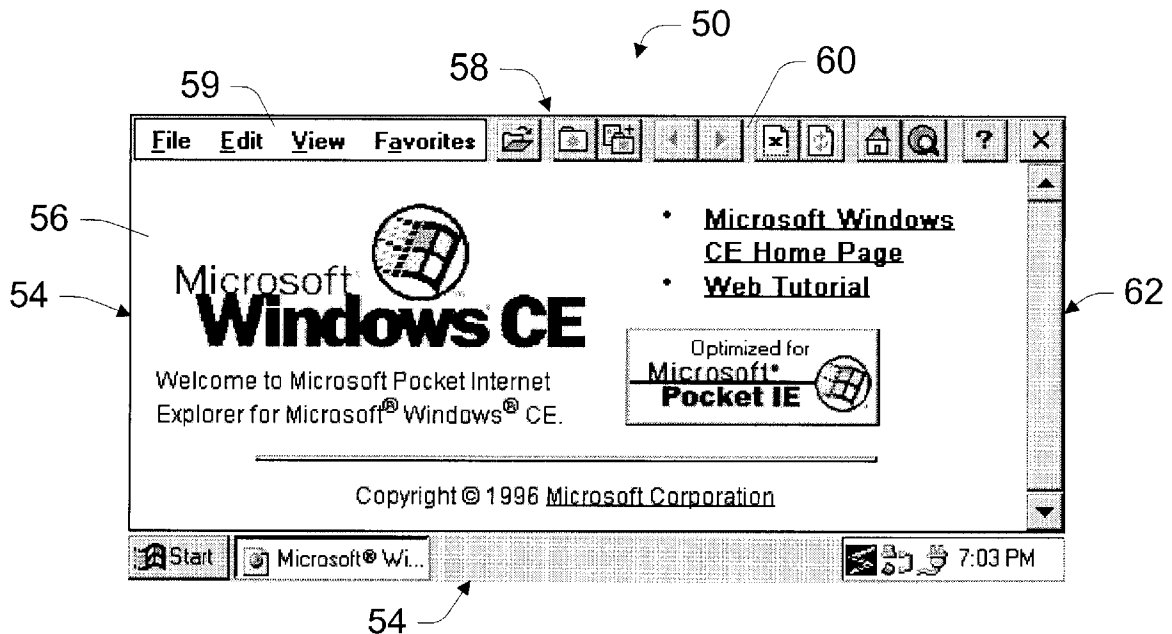 50
58
60
59
File Edit View Favorites ? ×
56
54
62
Microsoft
Windows CE
Welcome to Microsoft Pocket Internet
Explorer for Microsoft® Windows® CE.
• Microsoft Windows
CE Home Page
• Web Tutorial
Optimized for
Microsoft®
Pocket IE
Copyright © 1996 Microsoft Corporation
Start Microsoft® Wi... 7:03 PM
54